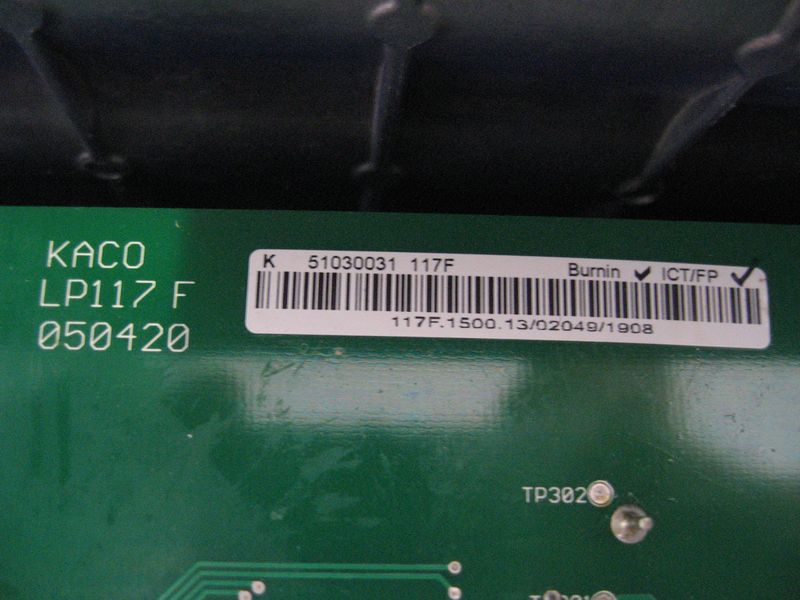 KACO
LP117 F
050420
K 51030031 117F Burnin ✔ ICT/FP ✔
117F.1500.13/02049/1908
TP302